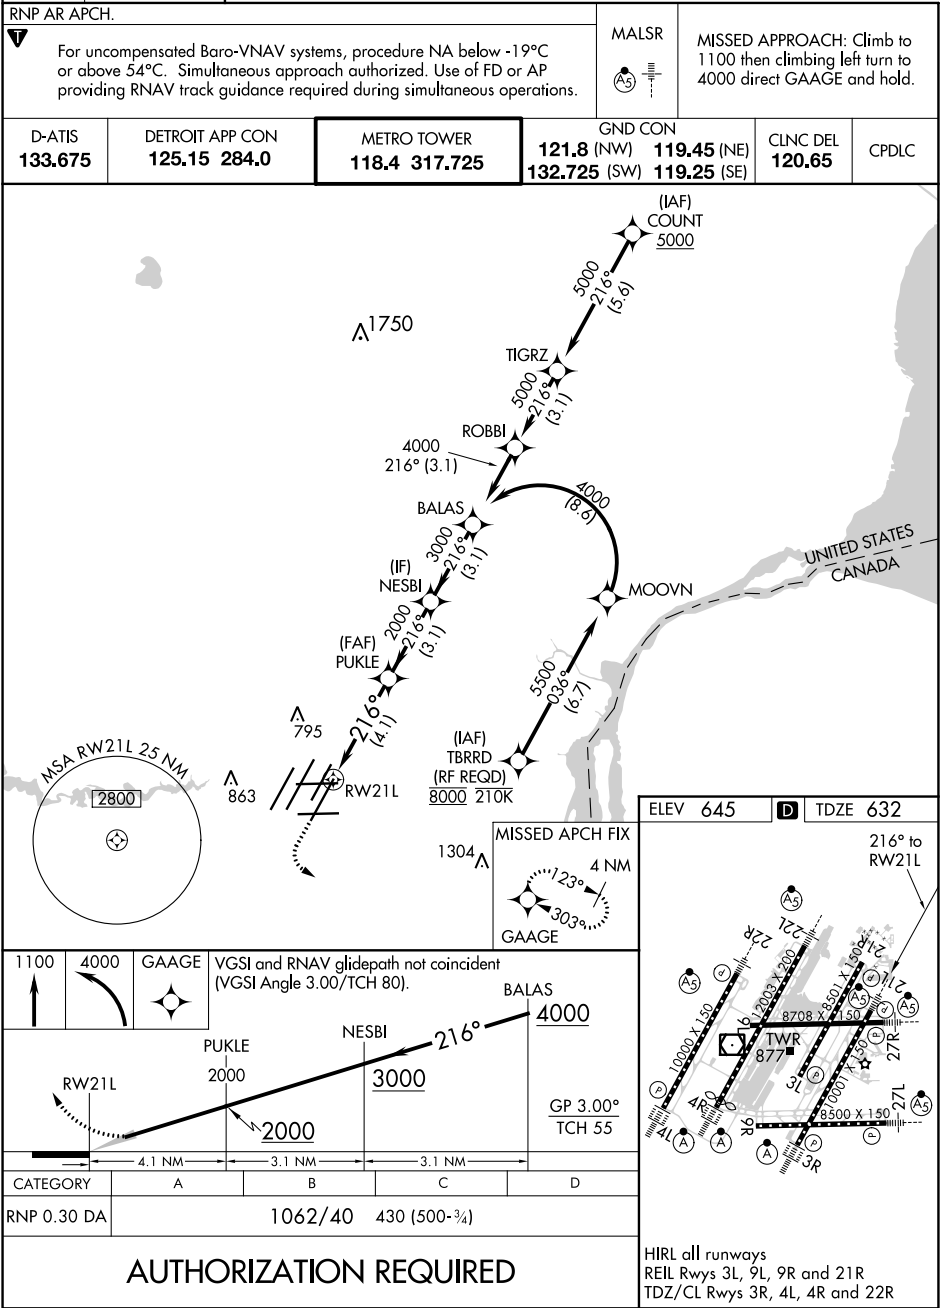 RNP AR APCH.
T
For uncompensated Baro-VNAV systems, procedure NA below -19°C
or above 54°C. Simultaneous approach authorized. Use of FD or AP
providing RNAV track guidance required during simultaneous operations.
MALSR
A5
MISSED APPROACH: Climb to
1100 then climbing left turn to
4000 direct GAAGE and hold.
D-ATIS
133.675
DETROIT APP CON
125.15 284.0
METRO TOWER
118.4 317.725
GND CON
121.8 (NW) 119.45 (NE)
132.725 (SW) 119.25 (SE)
CLNC DEL
120.65
CPDLC
(IAF)
COUNT
5000
5000
216°
(5.6)
1750
TIGRZ
5000
216°
(3.1)
ROBBI
4000
216° (3.1)
BALAS
4000
(8.6)
3000
216°
(3.1)
(IF)
NESBI
MOOVN
UNITED STATES
CANADA
2000
216°
(3.1)
(FAF)
PUKLE
5500
036°
(6.7)
216°
(4.1)
795
(IAF)
TBRRD
(RF REQD)
8000 210K
MSA RW21L 25 NM
2800
863
RW21L
1304
MISSED APCH FIX
4 NM
123°
303°
GAAGE
ELEV 645
D
TDZE 632
216° to
RW21L
A5
22R
22L
21R
21L
A5
P
10000 X 150
12003 X 200
8501 X 150
A5
P
P
A5
8708 X 150
9L
P
27R
TWR
877
10001 X 150
3L
P
P
4R
4L
9R
8500 X 150
P
27L
A5
A
A
A
P
3R
HIRL all runways
REIL Rwys 3L, 9L, 9R and 21R
TDZ/CL Rwys 3R, 4L, 4R and 22R
1100
4000
GAAGE
VGSI and RNAV glidepath not coincident
(VGSI Angle 3.00/TCH 80).
BALAS
4000
216°
NESBI
3000
PUKLE
2000
2000
RW21L
GP 3.00°
TCH 55
4.1 NM
3.1 NM
3.1 NM
CATEGORY A B C D
RNP 0.30 DA 1062/40 430 (500-¾)
AUTHORIZATION REQUIRED